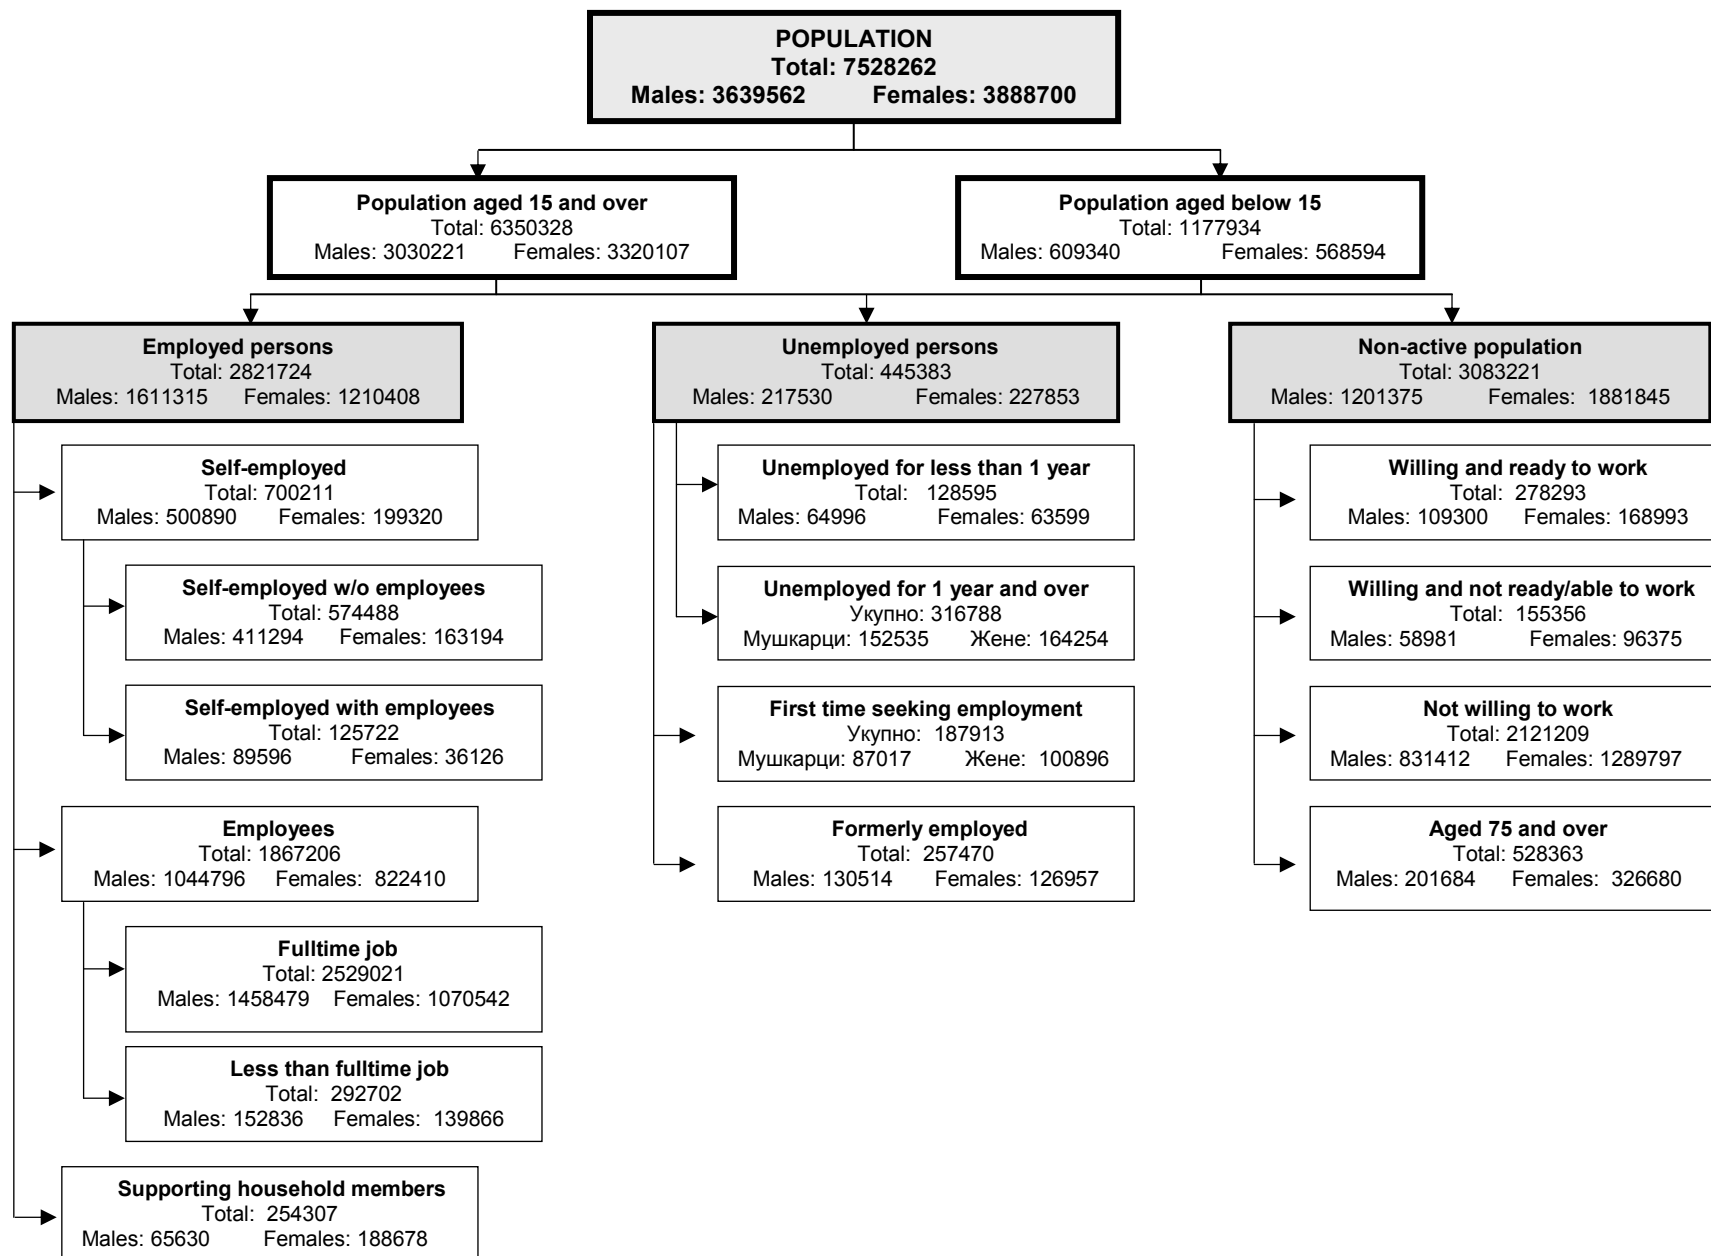 POPULATION
Total: 7528262
Males: 3639562 Females: 3888700
Population aged 15 and over
Total: 6350328
Males: 3030221 Females: 3320107
Population aged below 15
Total: 1177934
Males: 609340 Females: 568594
Employed persons
Total: 2821724
Males: 1611315 Females: 1210408
Unemployed persons
Total: 445383
Males: 217530 Females: 227853
Non-active population
Total: 3083221
Males: 1201375 Females: 1881845
Self-employed
Total: 700211
Males: 500890 Females: 199320
Self-employed w/o employees
Total: 574488
Males: 411294 Females: 163194
Self-employed with employees
Total: 125722
Males: 89596 Females: 36126
Employees
Total: 1867206
Males: 1044796 Females: 822410
Fulltime job
Total: 2529021
Males: 1458479 Females: 1070542
Less than fulltime job
Total: 292702
Males: 152836 Females: 139866
Supporting household members
Total: 254307
Males: 65630 Females: 188678
Unemployed for less than 1 year
Total: 128595
Males: 64996 Females: 63599
Unemployed for 1 year and over
Укупно: 316788
Мушкарци: 152535 Жене: 164254
First time seeking employment
Укупно: 187913
Мушкарци: 87017 Жене: 100896
Formerly employed
Total: 257470
Males: 130514 Females: 126957
Willing and ready to work
Total: 278293
Males: 109300 Females: 168993
Willing and not ready/able to work
Total: 155356
Males: 58981 Females: 96375
Not willing to work
Total: 2121209
Males: 831412 Females: 1289797
Aged 75 and over
Total: 528363
Males: 201684 Females: 326680